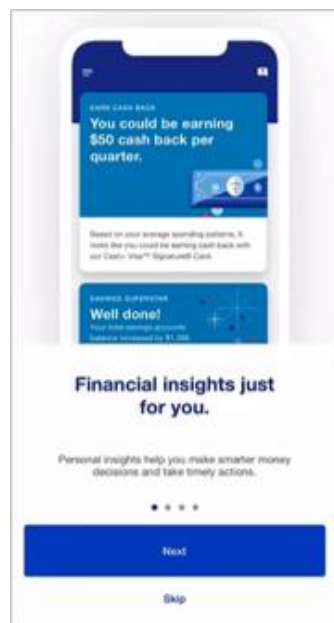 EARN CASH BACK
You could be earning
$50 cash back per
quarter.
Based on your average spending patterns, it
looks like you could be earning cash back with
our Cash+ Visa™ Signature® Card.
SAVINGS SUPERSTAR
Well done!
Your total savings accounts
balance increased by $1,366
Financial insights just
for you.
Personal insights help you make smarter money
decisions and take timely actions.
Next
Skip